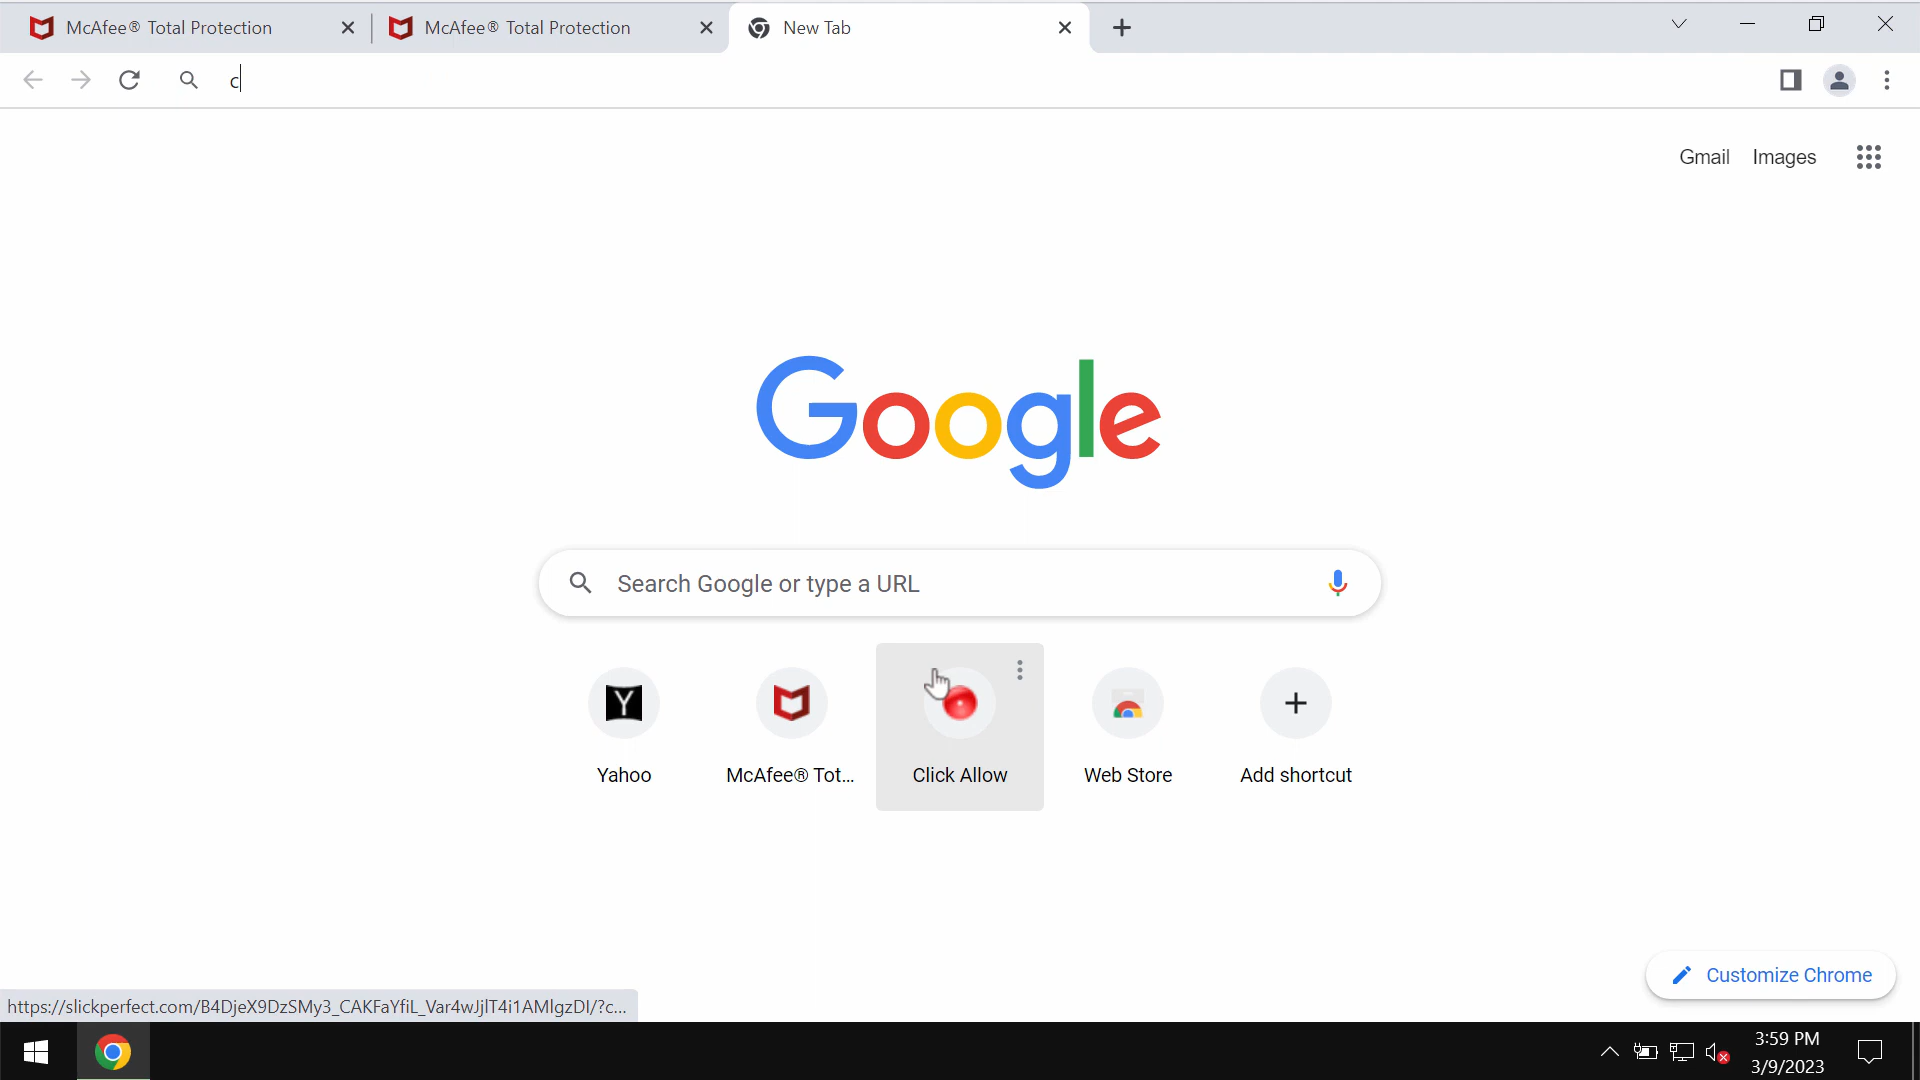 McAfee® Total Protection
McAfee® Total Protection
New Tab
c
Gmail Images
Google
Search Google or type a URL
Y
Yahoo
McAfee® Tot...
Click Allow
Web Store
Add shortcut
Customize Chrome
https://slickperfect.com/B4DjeX9DzSMy3_CAKFaYfiL_Var4wJjlT4i1AMlgzDI/?c...
3:59 PM
3/9/2023